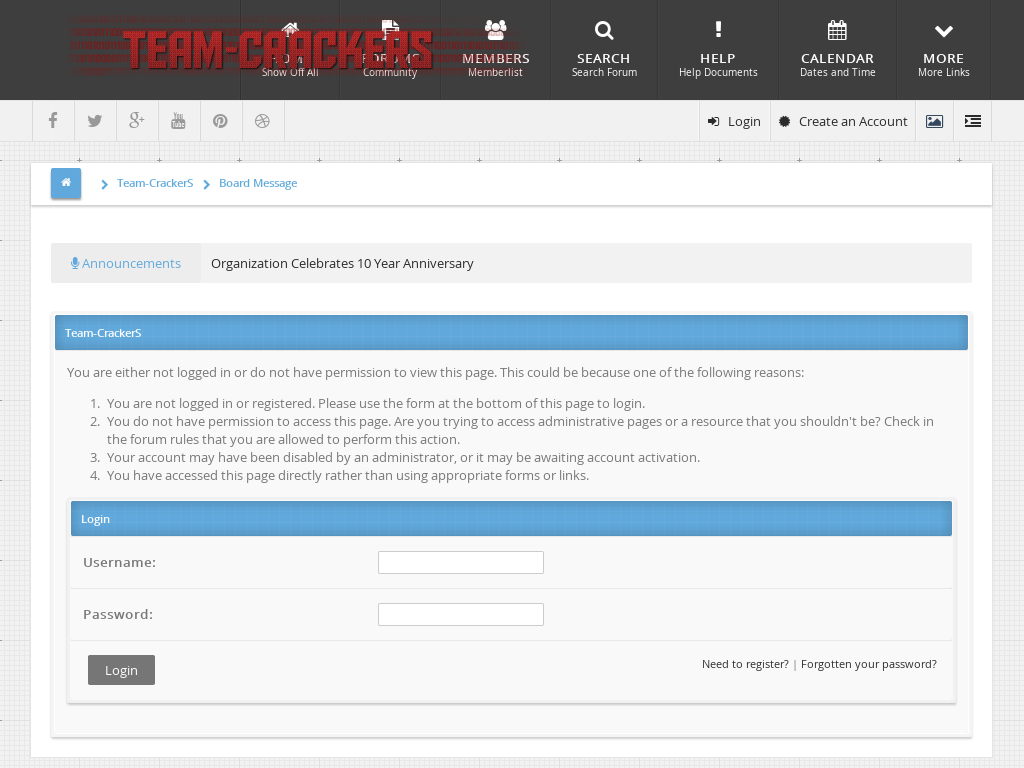 TEAM-CRACKERS
Show Off All
FORUMS
Community
MEMBERS
Memberlist
SEARCH
Search Forum
HELP
Help Documents
CALENDAR
Dates and Time
MORE
More Links
Login
Create an Account
Team-CrackerS
Board Message
Announcements
Organization Celebrates 10 Year Anniversary
Team-CrackerS
You are either not logged in or do not have permission to view this page. This could be because one of the following reasons:
1. You are not logged in or registered. Please use the form at the bottom of this page to login.
2. You do not have permission to access this page. Are you trying to access administrative pages or a resource that you shouldn't be? Check in
the forum rules that you are allowed to perform this action.
3. Your account may have been disabled by an administrator, or it may be awaiting account activation.
4. You have accessed this page directly rather than using appropriate forms or links.
Login
Username:
Password:
Login
Need to register? | Forgotten your password?